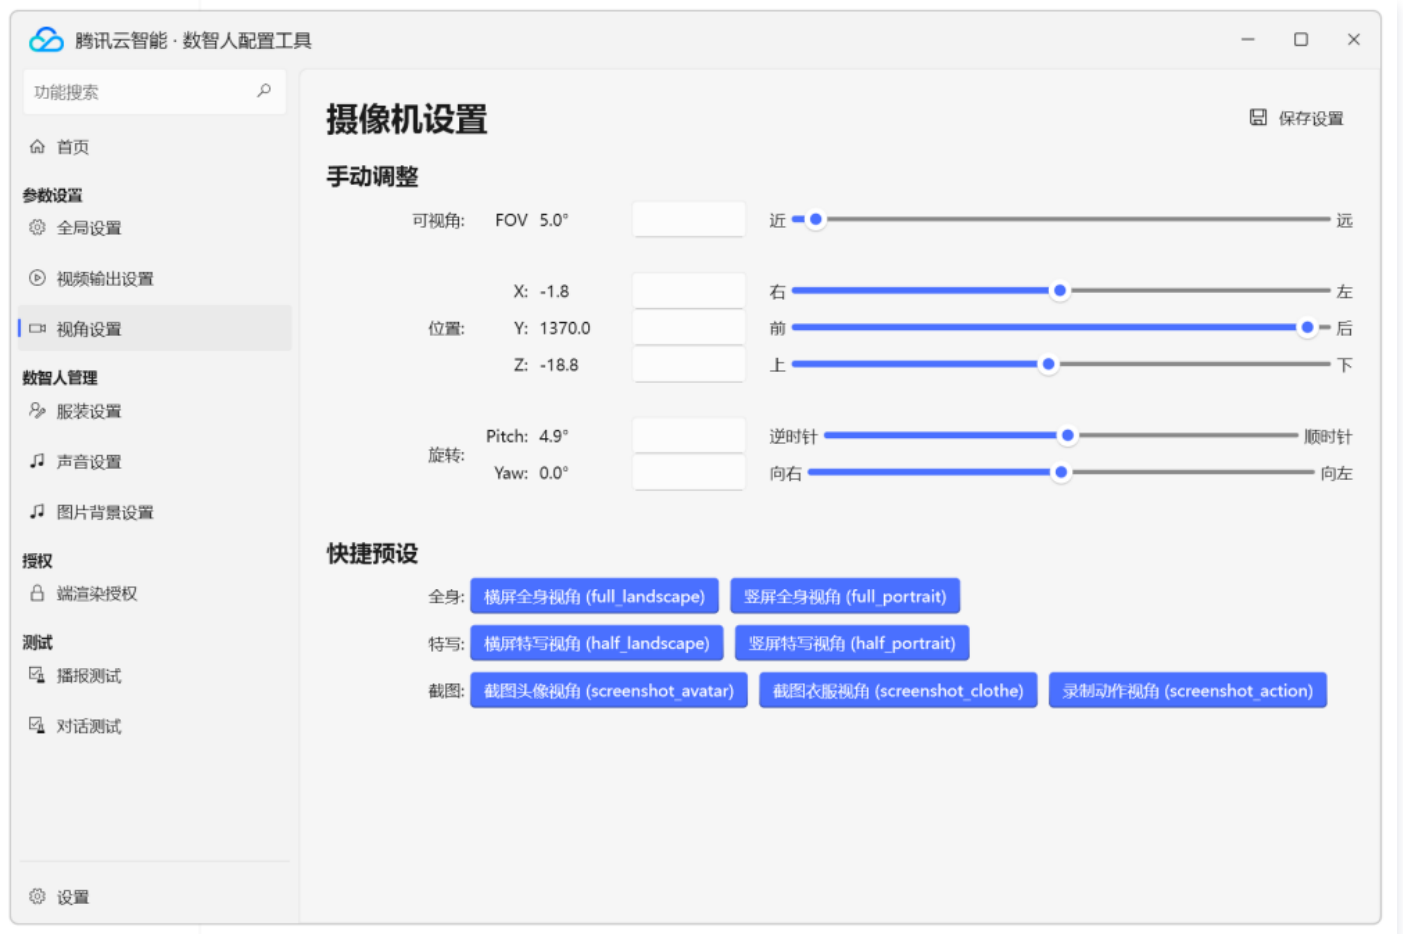 腾讯云智能 · 数智人配置工具
功能搜索
首页
参数设置
全局设置
视频输出设置
视角设置
数智人管理
服装设置
声音设置
图片背景设置
授权
端渲染授权
测试
播报测试
对话测试
设置
摄像机设置
保存设置
手动调整
可视角: FOV 5.0° 近 远
X: -1.8 右 左
位置: Y: 1370.0 前 后
Z: -18.8 上 下
旋转: Pitch: 4.9° 逆时针 顺时针
Yaw: 0.0° 向右 向左
快捷预设
全身: 横屏全身视角 (full_landscape) 竖屏全身视角 (full_portrait)
特写: 横屏特写视角 (half_landscape) 竖屏特写视角 (half_portrait)
截图: 截图头像视角 (screenshot_avatar) 截图衣服视角 (screenshot_clothe) 录制动作视角 (screenshot_action)